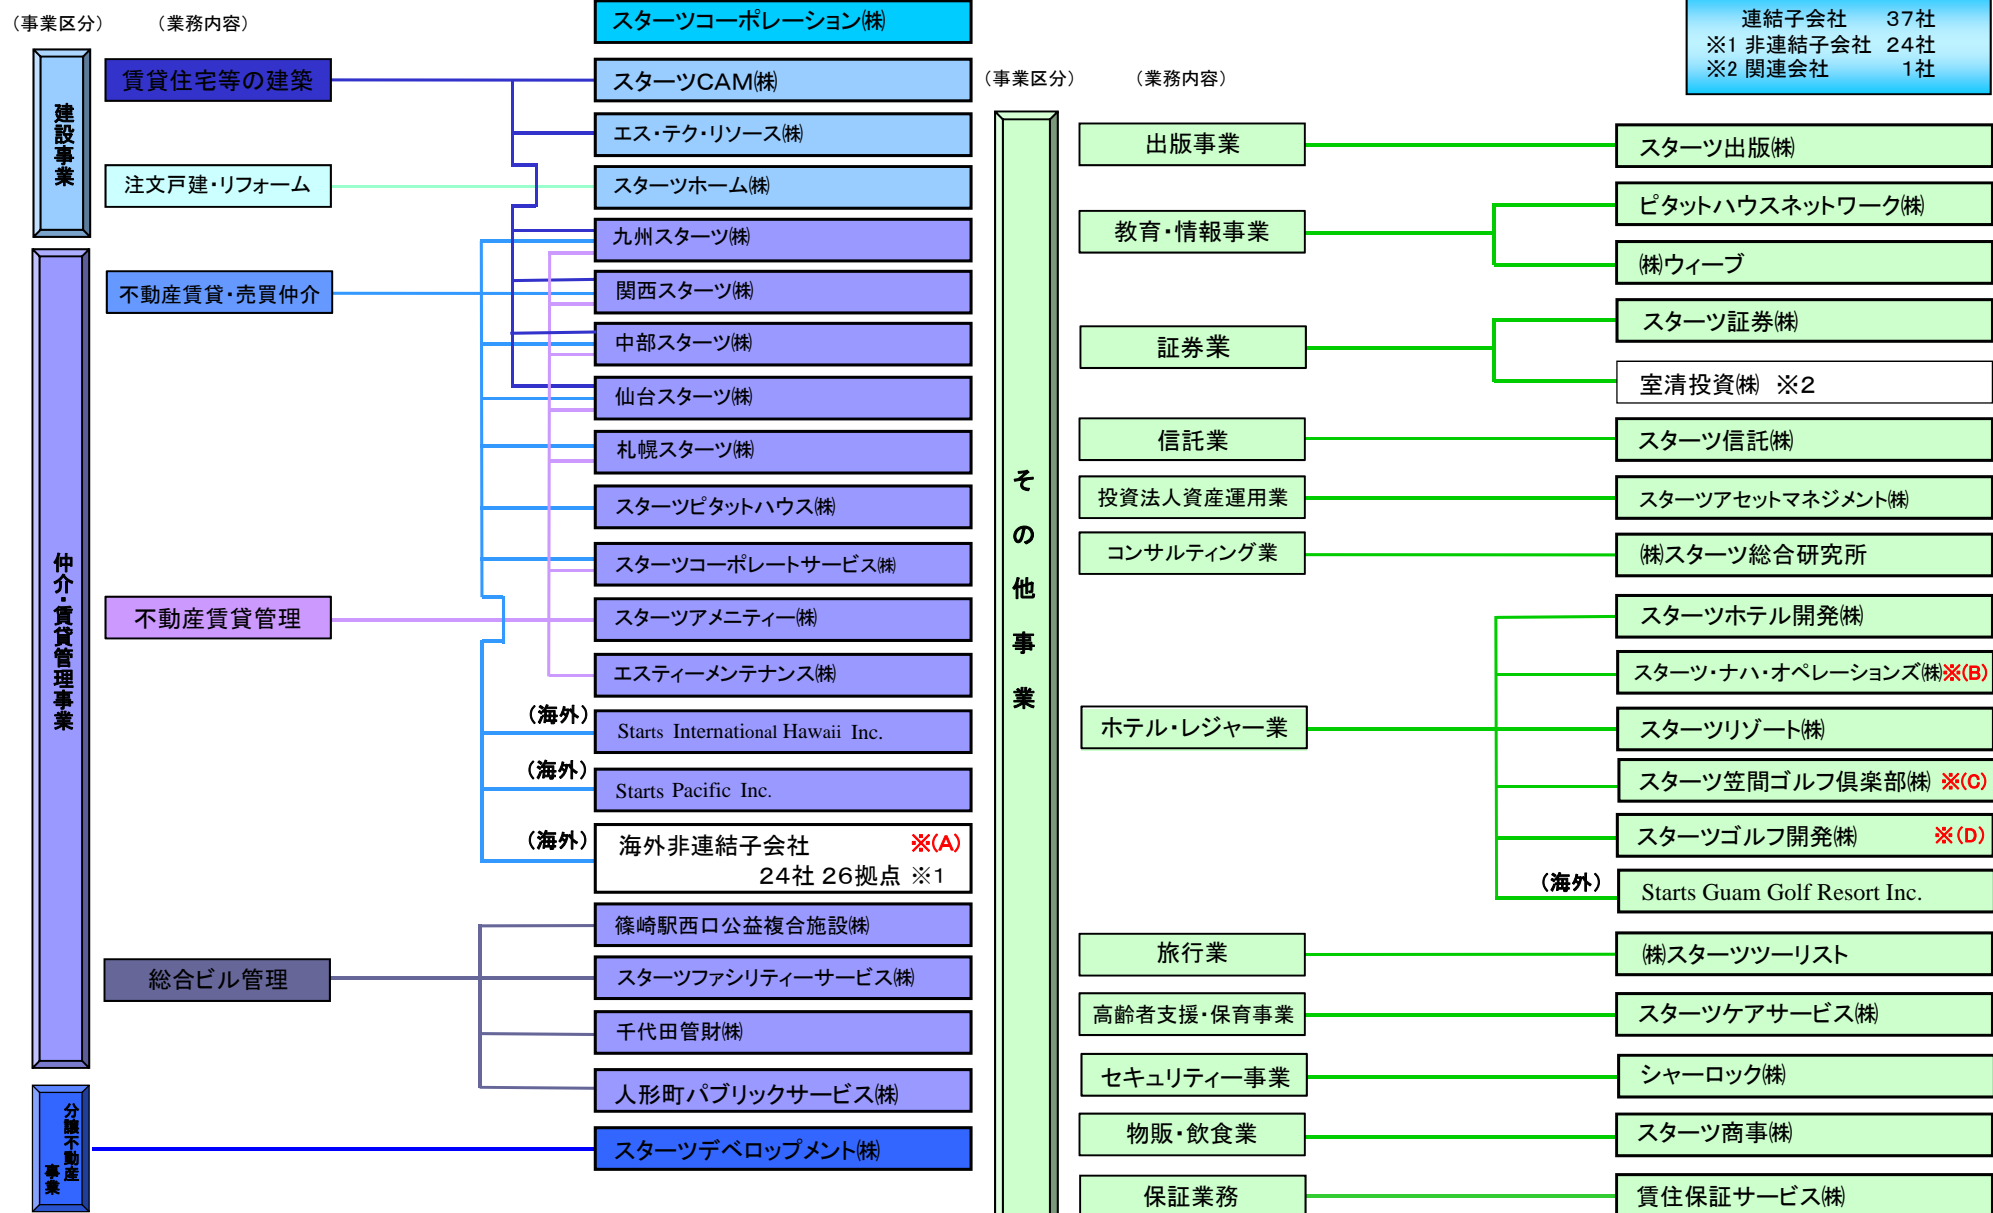 スターツコーポレーション㈱
(事業区分)
(業務内容)
建設事業
賃貸住宅等の建築
注文戸建・リフォーム
スターツCAM㈱
エス・テク・リソース㈱
スターツホーム㈱
仲介・賃貸管理事業
不動産賃貸・売買仲介
不動産賃貸管理
総合ビル管理
九州スターツ㈱
関西スターツ㈱
中部スターツ㈱
仙台スターツ㈱
札幌スターツ㈱
スターツピタットハウス㈱
スターツコーポレートサービス㈱
スターツアメニティー㈱
エスティーメンテナンス㈱
(海外)
Starts International Hawaii Inc.
(海外)
Starts Pacific Inc.
(海外)
海外非連結子会社 ※(A)
24社 26拠点 ※1
篠崎駅西口公益複合施設㈱
スターツファシリティーサービス㈱
千代田管財㈱
人形町パブリックサービス㈱
分譲不動産
事業
スターツデベロップメント㈱
連結子会社 37社
※1 非連結子会社 24社
※2 関連会社 1社
(事業区分)
(業務内容)
その他事業
出版事業
スターツ出版㈱
教育・情報事業
ピタットハウスネットワーク㈱
㈱ウィーブ
証券業
スターツ証券㈱
室清投資㈱ ※2
信託業
スターツ信託㈱
投資法人資産運用業
スターツアセットマネジメント㈱
コンサルティング業
㈱スターツ総合研究所
ホテル・レジャー業
スターツホテル開発㈱
スターツ・ナハ・オペレーションズ㈱※(B)
スターツリゾート㈱
スターツ笠間ゴルフ倶楽部㈱ ※(C)
スターツゴルフ開発㈱ ※(D)
(海外)
Starts Guam Golf Resort Inc.
旅行業
㈱スターツツーリスト
高齢者支援・保育事業
スターツケアサービス㈱
セキュリティー事業
シャーロック㈱
物販・飲食業
スターツ商事㈱
保証業務
賃住保証サービス㈱